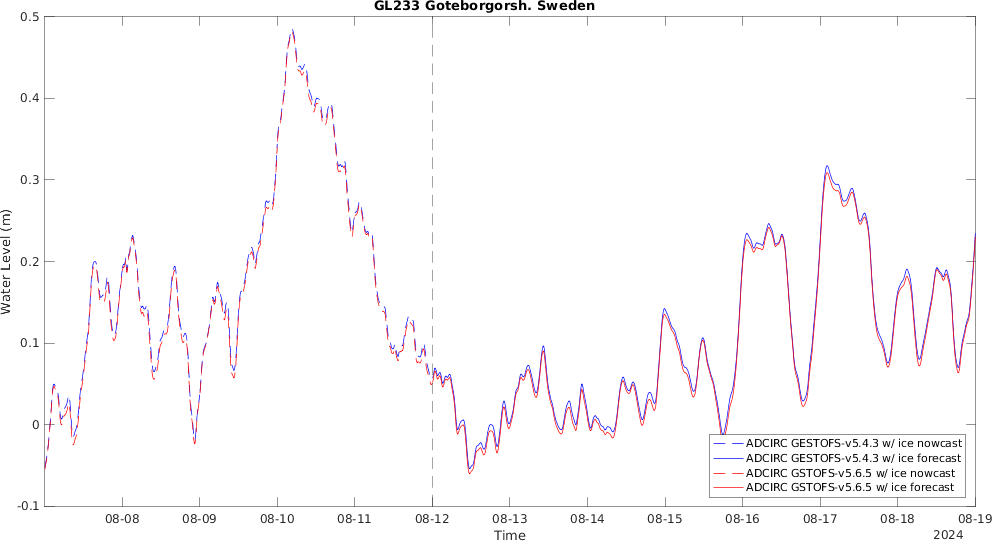 GL233 Goteborgorsh. Sweden
0.5
0.4
0.3
0.2
0.1
0
-0.1
Water Level (m)
08-08 08-09 08-10 08-11 08-12 08-13 08-14 08-15 08-16 08-17 08-18 08-19
Time
2024
ADCIRC GESTOFS-v5.4.3 w/ ice nowcast
ADCIRC GESTOFS-v5.4.3 w/ ice forecast
ADCIRC GSTOFS-v5.6.5 w/ ice nowcast
ADCIRC GSTOFS-v5.6.5 w/ ice forecast